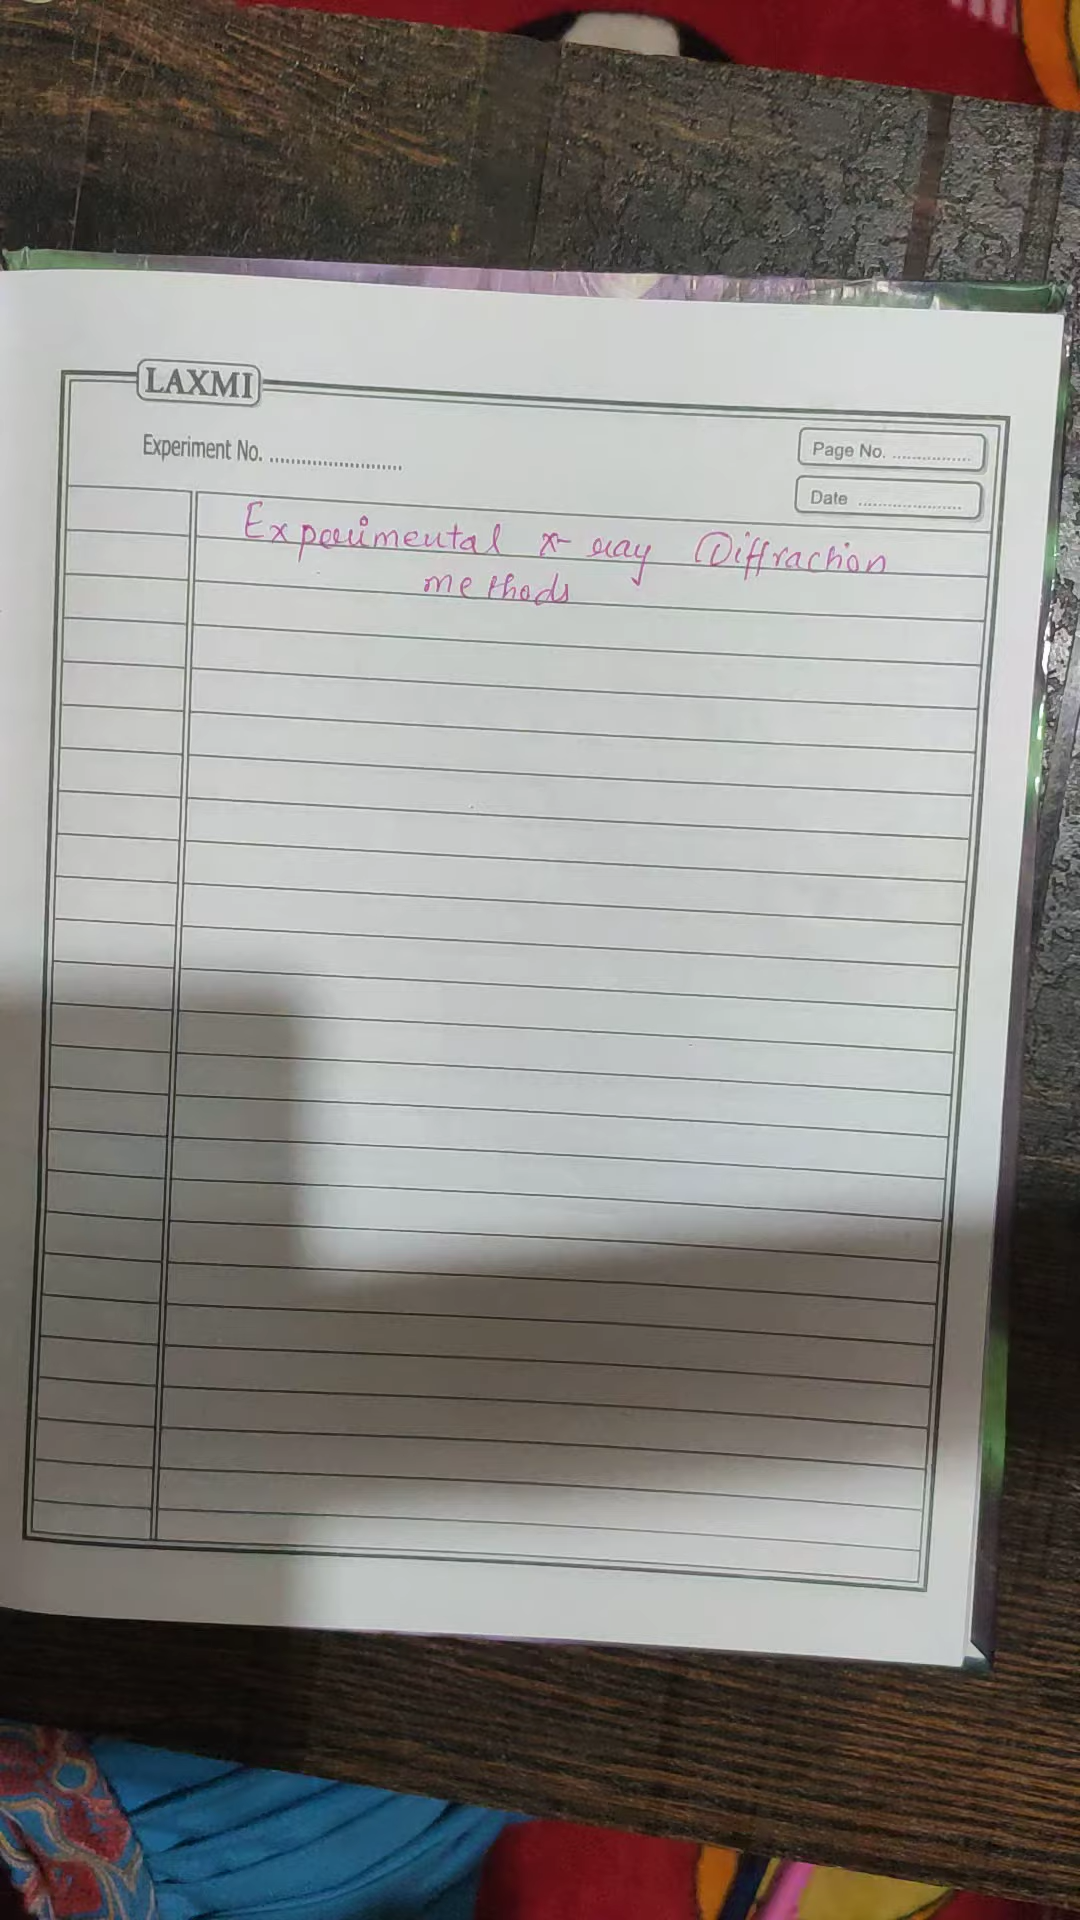 LAXMI
Experiment No. ........................
Page No. ................
Date .....................
Experimental x-ray Diffraction
methods